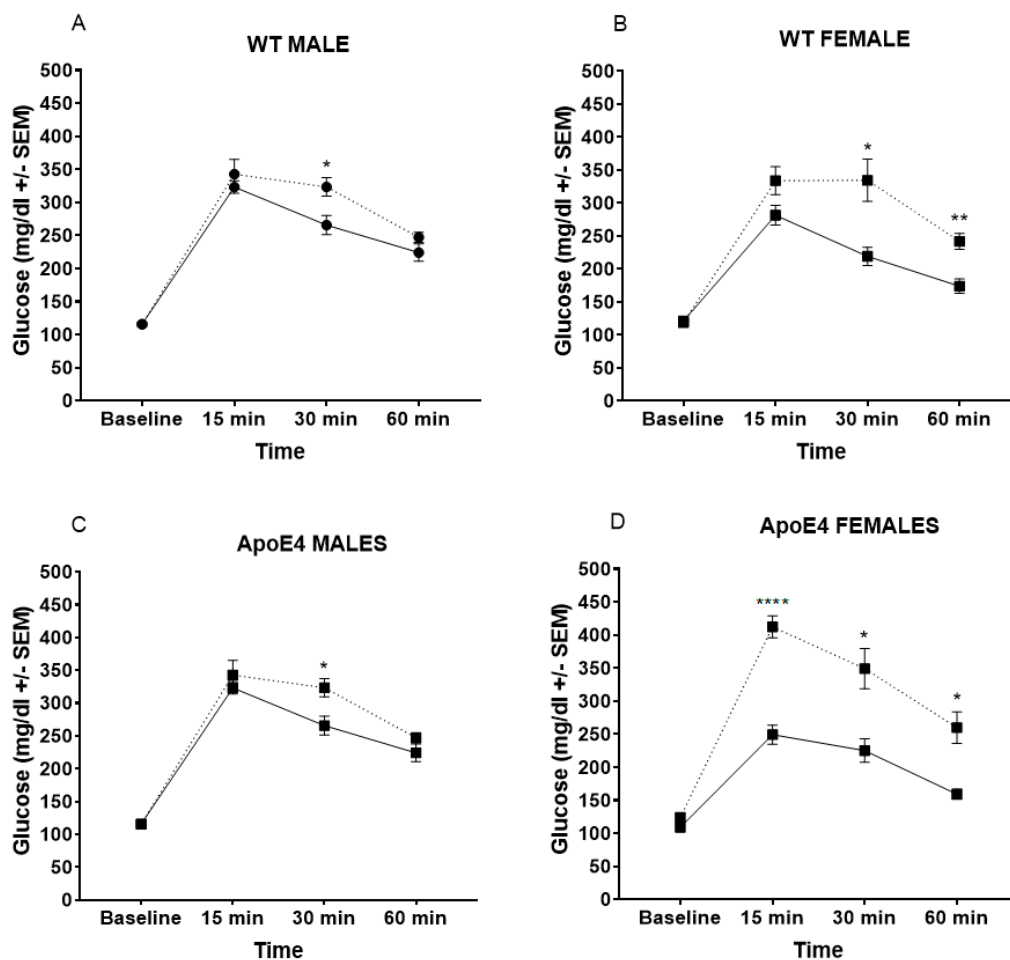 A
WT MALE
*
Glucose (mg/dl +/- SEM)
500
450
400
350
300
250
200
150
100
50
0
Baseline 15 min 30 min 60 min
Time
B
WT FEMALE
*
**
Glucose (mg/dl +/- SEM)
500
450
400
350
300
250
200
150
100
50
0
Baseline 15 min 30 min 60 min
Time
C
ApoE4 MALES
*
Glucose (mg/dl +/- SEM)
500
450
400
350
300
250
200
150
100
50
0
Baseline 15 min 30 min 60 min
Time
D
ApoE4 FEMALES
****
*
*
Glucose (mg/dl +/- SEM)
500
450
400
350
300
250
200
150
100
50
0
Baseline 15 min 30 min 60 min
Time